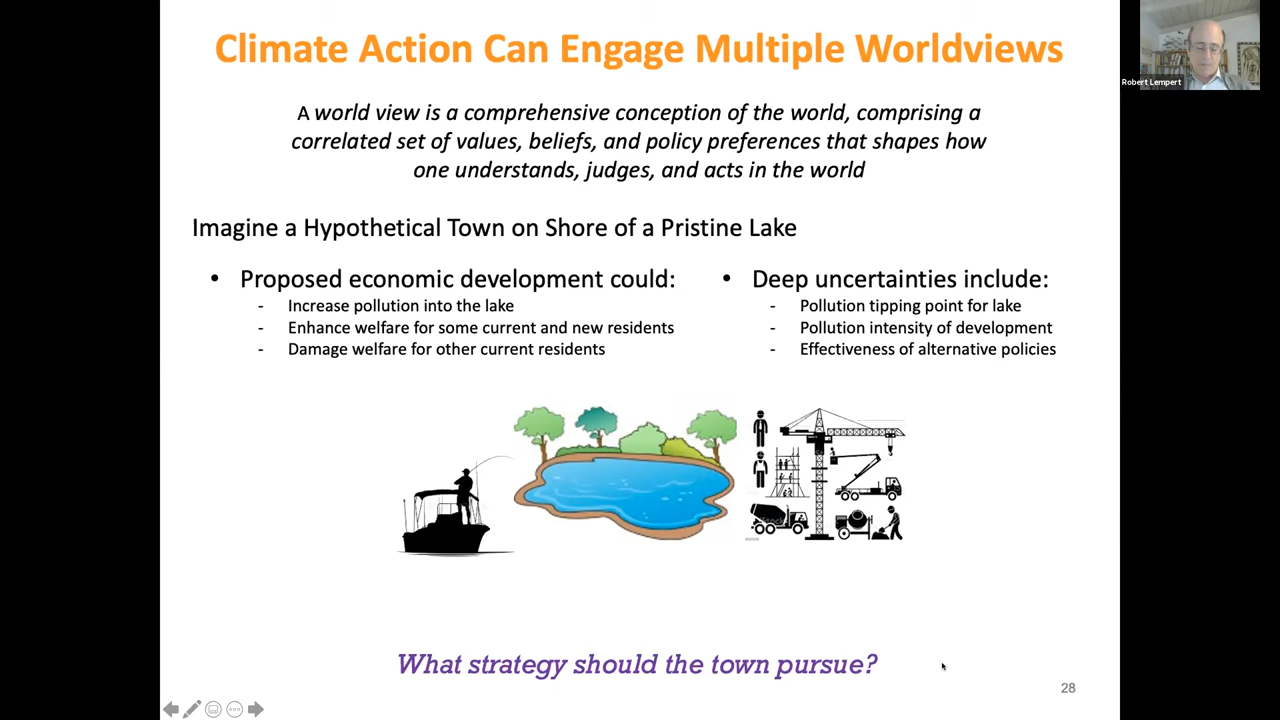 Climate Action Can Engage Multiple Worldviews
Robert Lempert
A world view is a comprehensive conception of the world, comprising a
correlated set of values, beliefs, and policy preferences that shapes how
one understands, judges, and acts in the world
Imagine a Hypothetical Town on Shore of a Pristine Lake
• Proposed economic development could:
- Increase pollution into the lake
- Enhance welfare for some current and new residents
- Damage welfare for other current residents
• Deep uncertainties include:
- Pollution tipping point for lake
- Pollution intensity of development
- Effectiveness of alternative policies
What strategy should the town pursue?
28